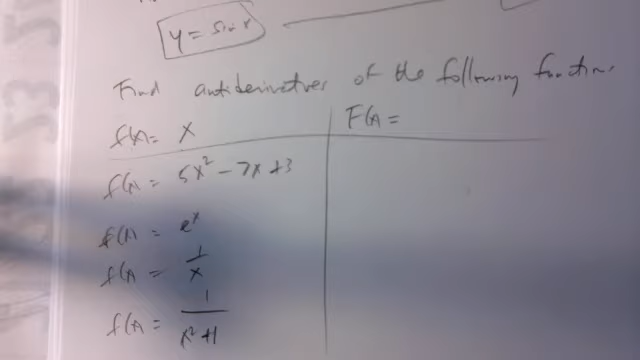 y = sin x
Find antiderivatives of the following functions
f(x) = x F(x) =
f(x) = 5x² - 7x + 3
f(x) = eˣ
f(x) = 1/x
f(x) = 1/(x² + 1)